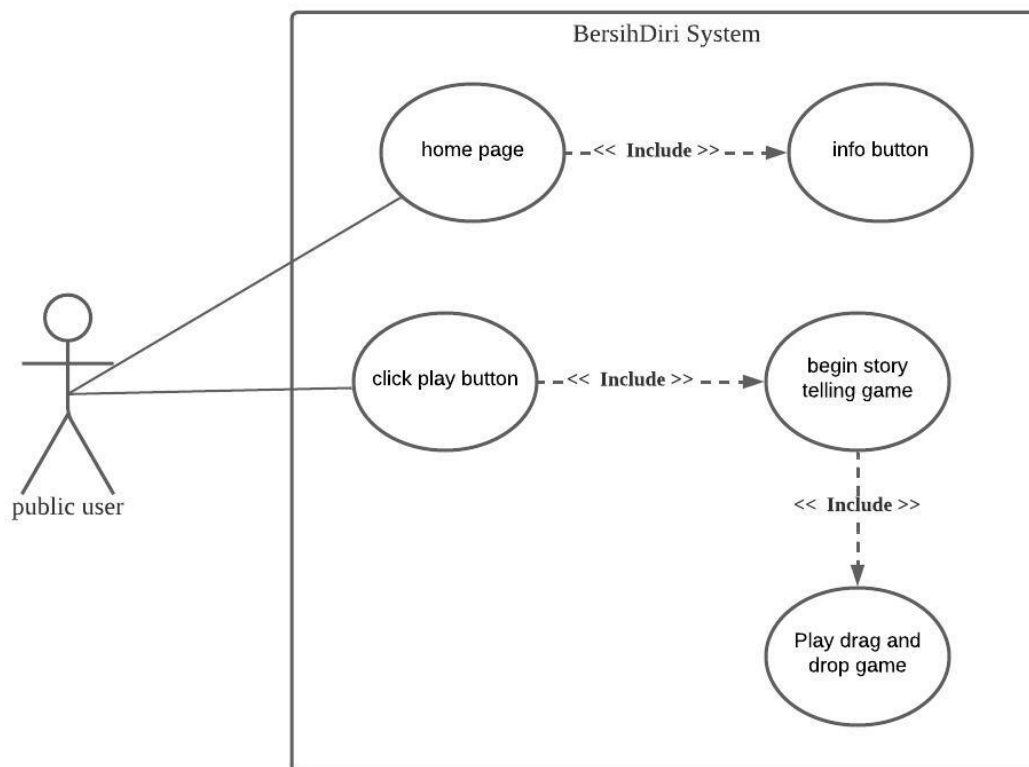 BersihDiri System
home page
<< Include >>
info button
click play button
<< Include >>
begin story
telling game
public user
<< Include >>
Play drag and
drop game